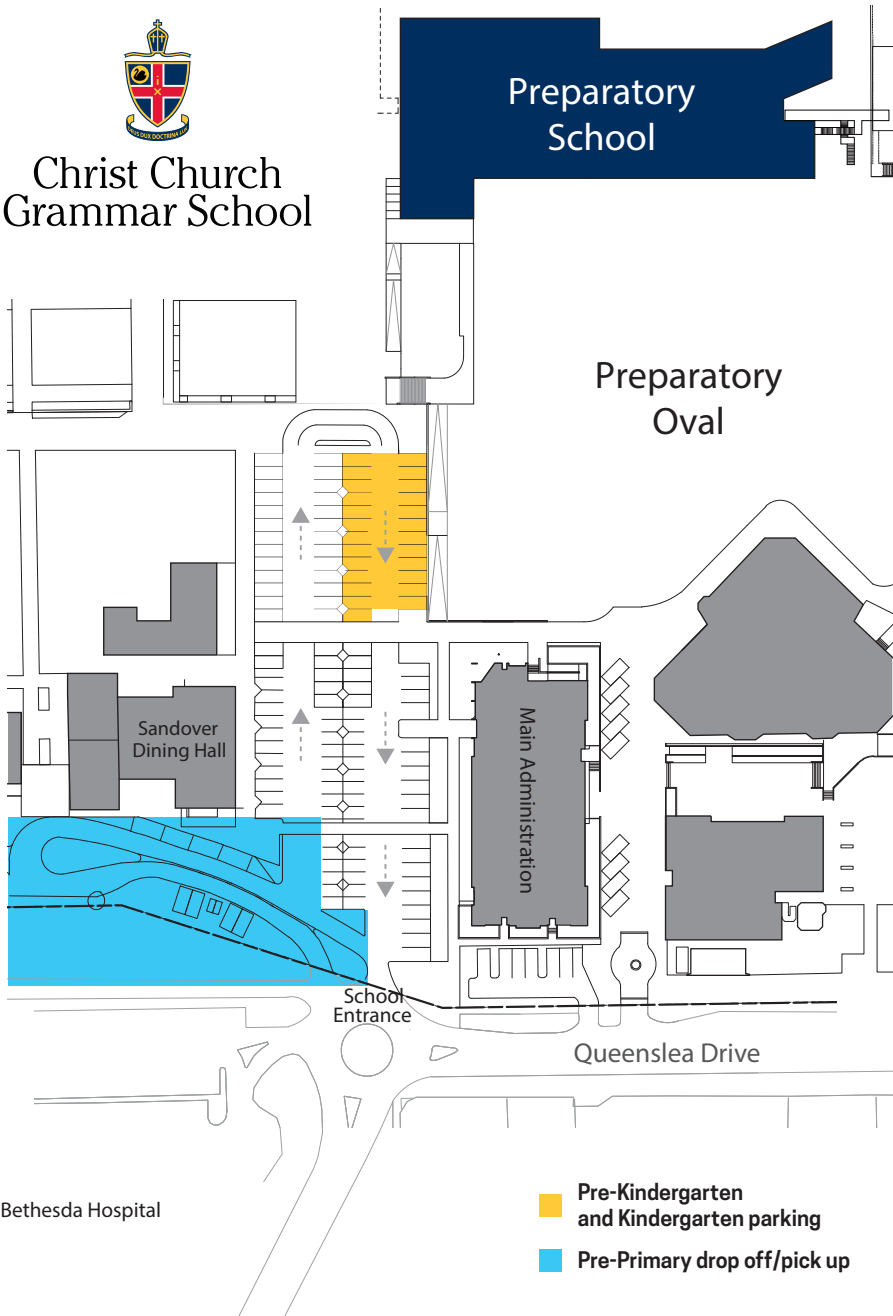 Christ Church
Grammar School
Preparatory
School
Preparatory
Oval
Sandover
Dining Hall
Main Administration
School
Entrance
Queenslea Drive
Bethesda Hospital
Pre-Kindergarten
and Kindergarten parking
Pre-Primary drop off/pick up